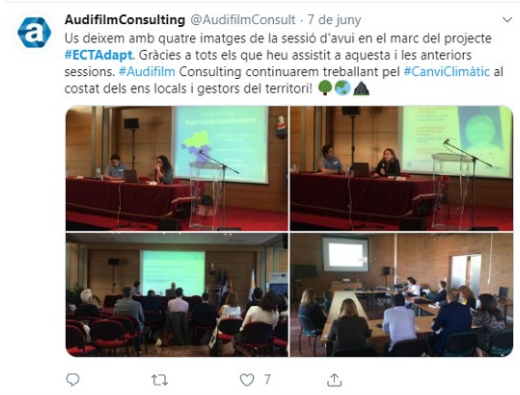 AudifilmConsulting @AudifilmConsult · 7 de juny
Us deixem amb quatre imatges de la sessió d'avui en el marc del projecte
#ECTAdapt. Gràcies a tots els que heu assistit a aquesta i les anteriors
sessions. #Audifilm Consulting continuarem treballant pel #CanviClimàtic al
costat dels ens locals i gestors del territori!
7